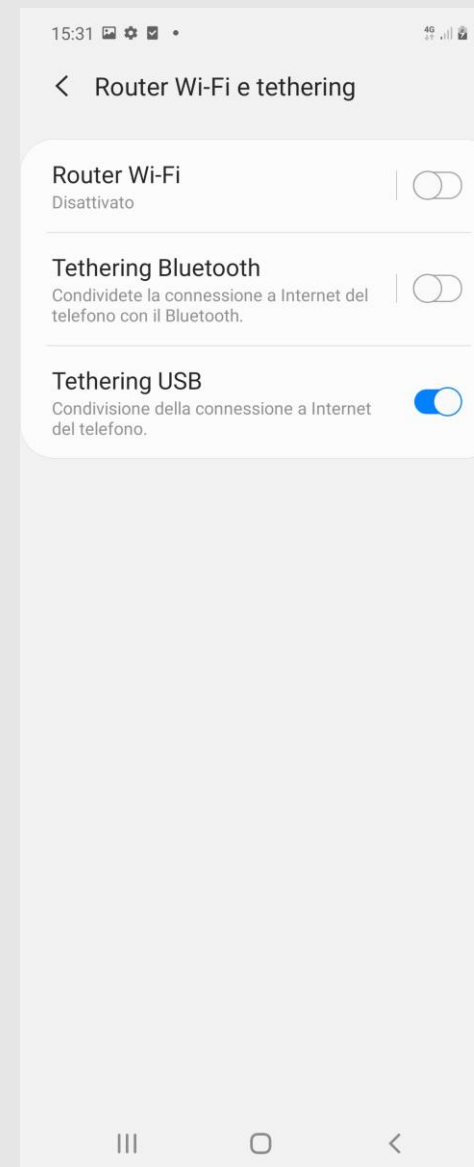 15:31
4G
Router Wi-Fi e tethering
Router Wi-Fi
Disattivato
Tethering Bluetooth
Condividete la connessione a Internet del
telefono con il Bluetooth.
Tethering USB
Condivisione della connessione a Internet
del telefono.